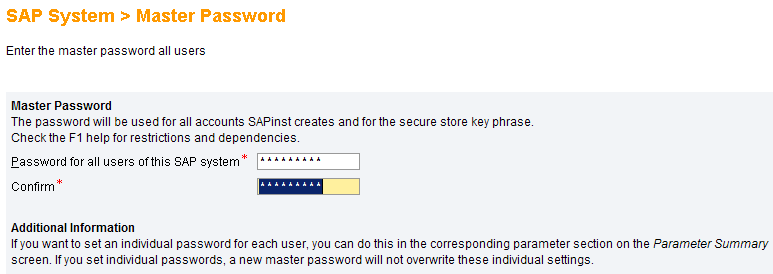 SAP System > Master Password
Enter the master password all users
Master Password
The password will be used for all accounts SAPinst creates and for the secure store key phrase.
Check the F1 help for restrictions and dependencies.
Password for all users of this SAP system* *********
Confirm* *********
Additional Information
If you want to set an individual password for each user, you can do this in the corresponding parameter section on the Parameter Summary
screen. If you set individual passwords, a new master password will not overwrite these individual settings.